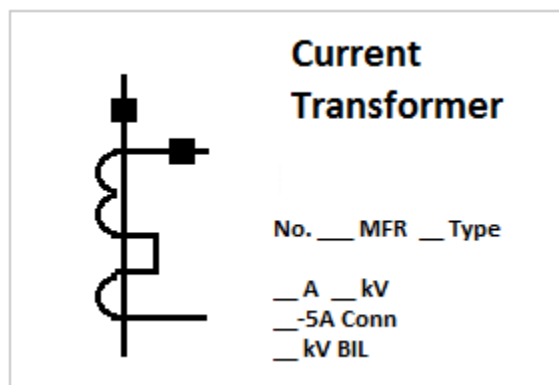 Current
Transformer
No. ___ MFR __ Type
__ A __ kV
__-5A Conn
__ kV BIL